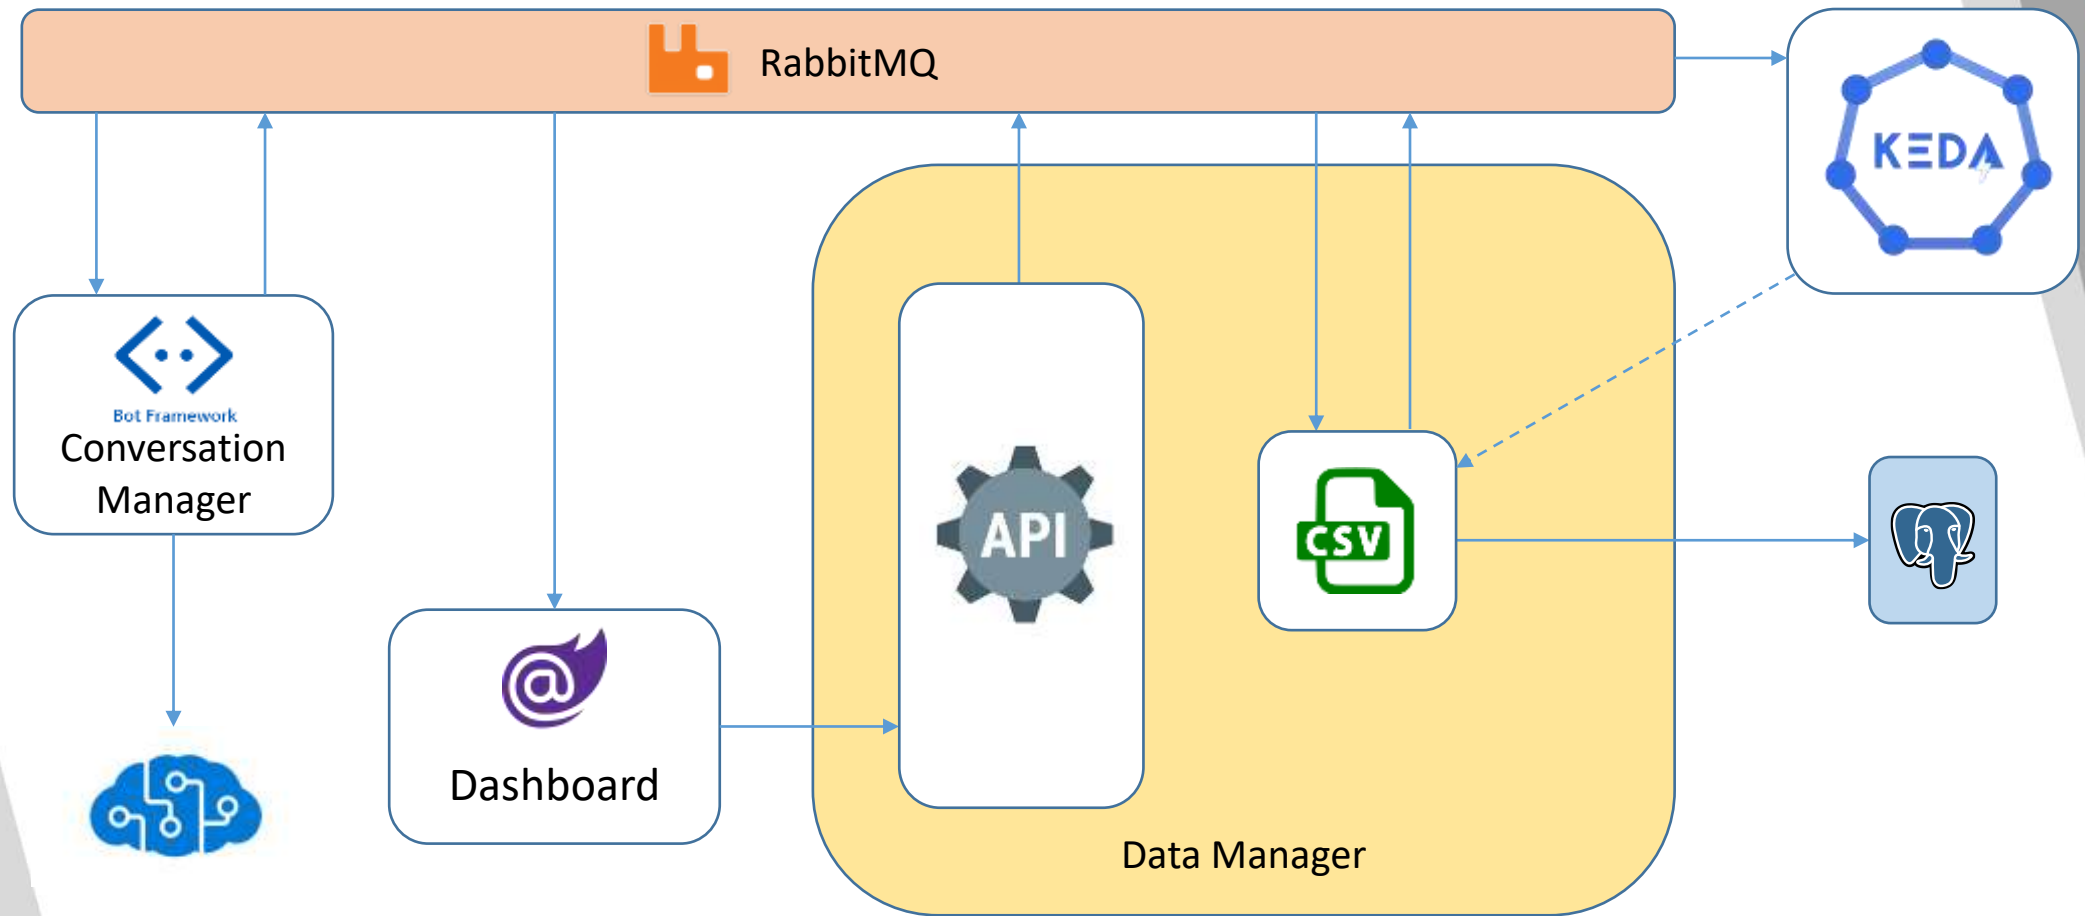 RabbitMQ
KEDA
Bot Framework
Conversation
Manager
API
CSV
@
Dashboard
Data Manager